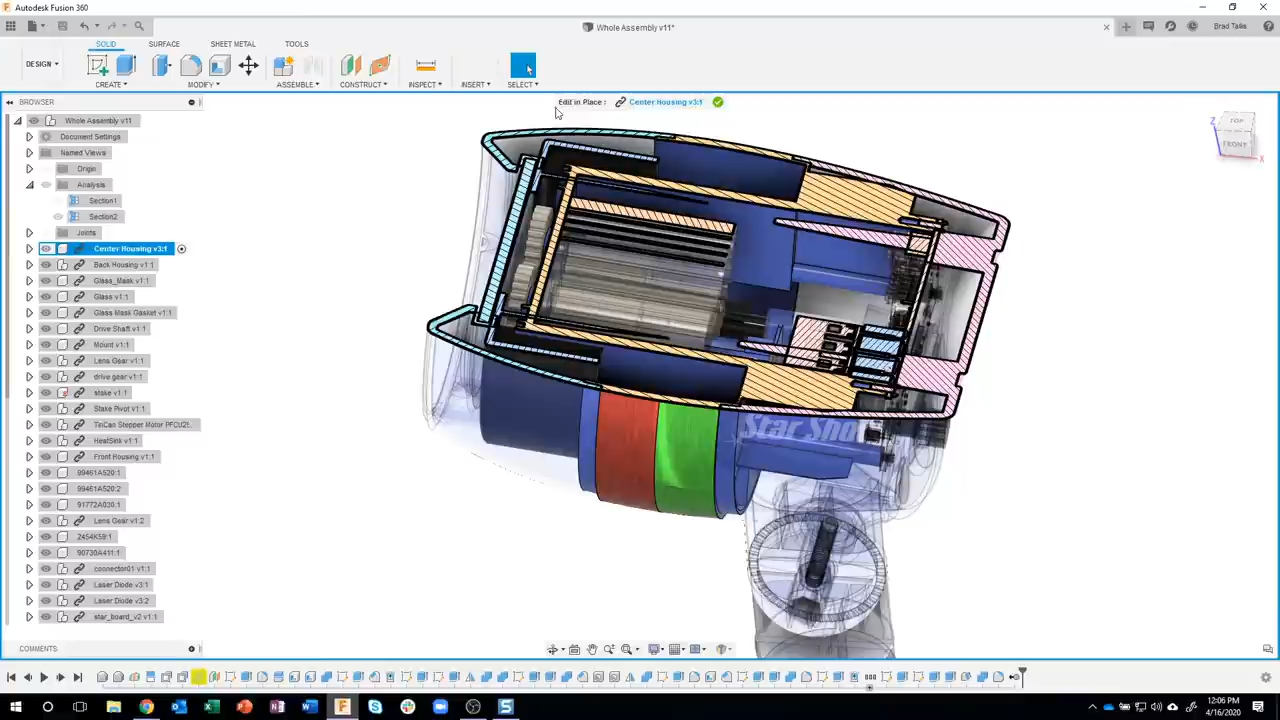 Autodesk Fusion 360
Whole Assembly v11*
Brad Tallis
SOLID SURFACE SHEET METAL TOOLS
DESIGN
CREATE MODIFY ASSEMBLE CONSTRUCT INSPECT INSERT SELECT
BROWSER
Edit in Place : Center Housing v3:1
Whole Assembly v11
Document Settings
Named Views
Origin
Analysis
Section1
Section2
Joints
Center Housing v3:1
Back Housing v1:1
Glass_Mask v1:1
Glass v1:1
Glass Mask Gasket v1:1
Drive Shaft v1:1
Mount v1:1
Lens Gear v1:1
drive gear v1:1
stake v1:1
Stake Pivot v1:1
TinCan Stepper Motor PFCU25...
HeatSink v1:1
Front Housing v1:1
99461A520:1
99461A520:2
91772A030:1
Lens Gear v1:2
2454K59:1
90730A411:1
connector01 v1:1
Laser Diode v3:1
Laser Diode v3:2
star_board_v2 v1:1
TOP
FRONT
Z
X
Star Sho
COMMENTS
12:06 PM
4/16/2020